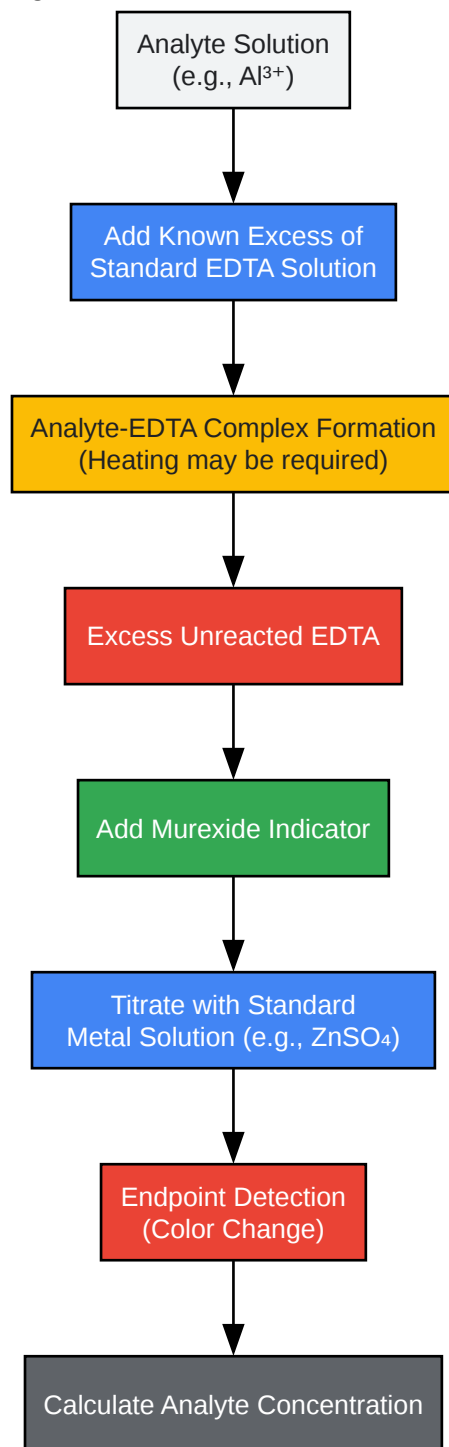 Analyte Solution
(e.g., Al³⁺)
Add Known Excess of
Standard EDTA Solution
Analyte-EDTA Complex Formation
(Heating may be required)
Excess Unreacted EDTA
Add Murexide Indicator
Titrate with Standard
Metal Solution (e.g., ZnSO₄)
Endpoint Detection
(Color Change)
Calculate Analyte Concentration